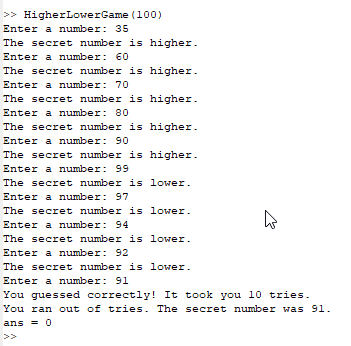 >> HigherLowerGame(100)
Enter a number: 35
The secret number is higher.
Enter a number: 60
The secret number is higher.
Enter a number: 70
The secret number is higher.
Enter a number: 80
The secret number is higher.
Enter a number: 90
The secret number is higher.
Enter a number: 99
The secret number is lower.
Enter a number: 97
The secret number is lower.
Enter a number: 94
The secret number is lower.
Enter a number: 92
The secret number is lower.
Enter a number: 91
You guessed correctly! It took you 10 tries.
You ran out of tries. The secret number was 91.
ans = 0
>>